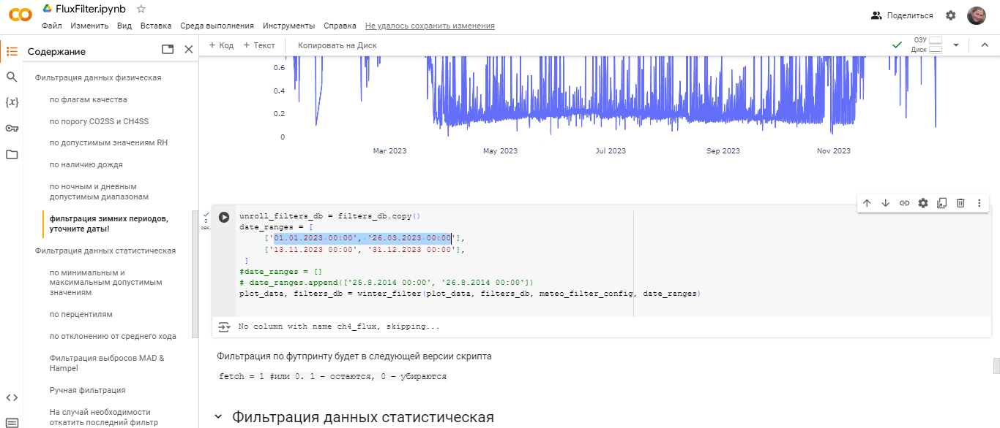 FluxFilter.ipynb
Файл Изменить Вид Вставка Среда выполнения Инструменты Справка Не удалось сохранить изменения
Поделиться
Содержание
Фильтрация данных физическая
по флагам качества
по порогу CO2SS и CH4SS
по допустимым значениям RH
по наличию дождя
по ночным и дневным
допустимым диапазонам
фильтрация зимних периодов,
уточните даты!
Фильтрация данных статистическая
по минимальным и
максимальным допустимым
значениям
по перцентилям
по отклонению от среднего хода
Фильтрация выбросов MAD &
Hampel
Ручная фильтрация
На случай необходимости
откатить последний фильтр
+ Код + Текст Копировать на Диск
ОЗУ
Диск
0.6
0.4
0.2
0
Mar 2023 May 2023 Jul 2023 Sep 2023 Nov 2023
0
сек.
unroll_filters_db = filters_db.copy()
date_ranges = [
['01.01.2023 00:00', '26.03.2023 00:00'],
['13.11.2023 00:00', '31.12.2023 00:00'],
]
#date_ranges = []
# date_ranges.append(['25.8.2014 00:00', '26.8.2014 00:00'])
plot_data, filters_db = winter_filter(plot_data, filters_db, meteo_filter_config, date_ranges)
No column with name ch4_flux, skipping...
Фильтрация по футпринту будет в следующей версии скрипта
fetch = 1 #или 0. 1 - остаются, 0 - убираются
Фильтрация данных статистическая